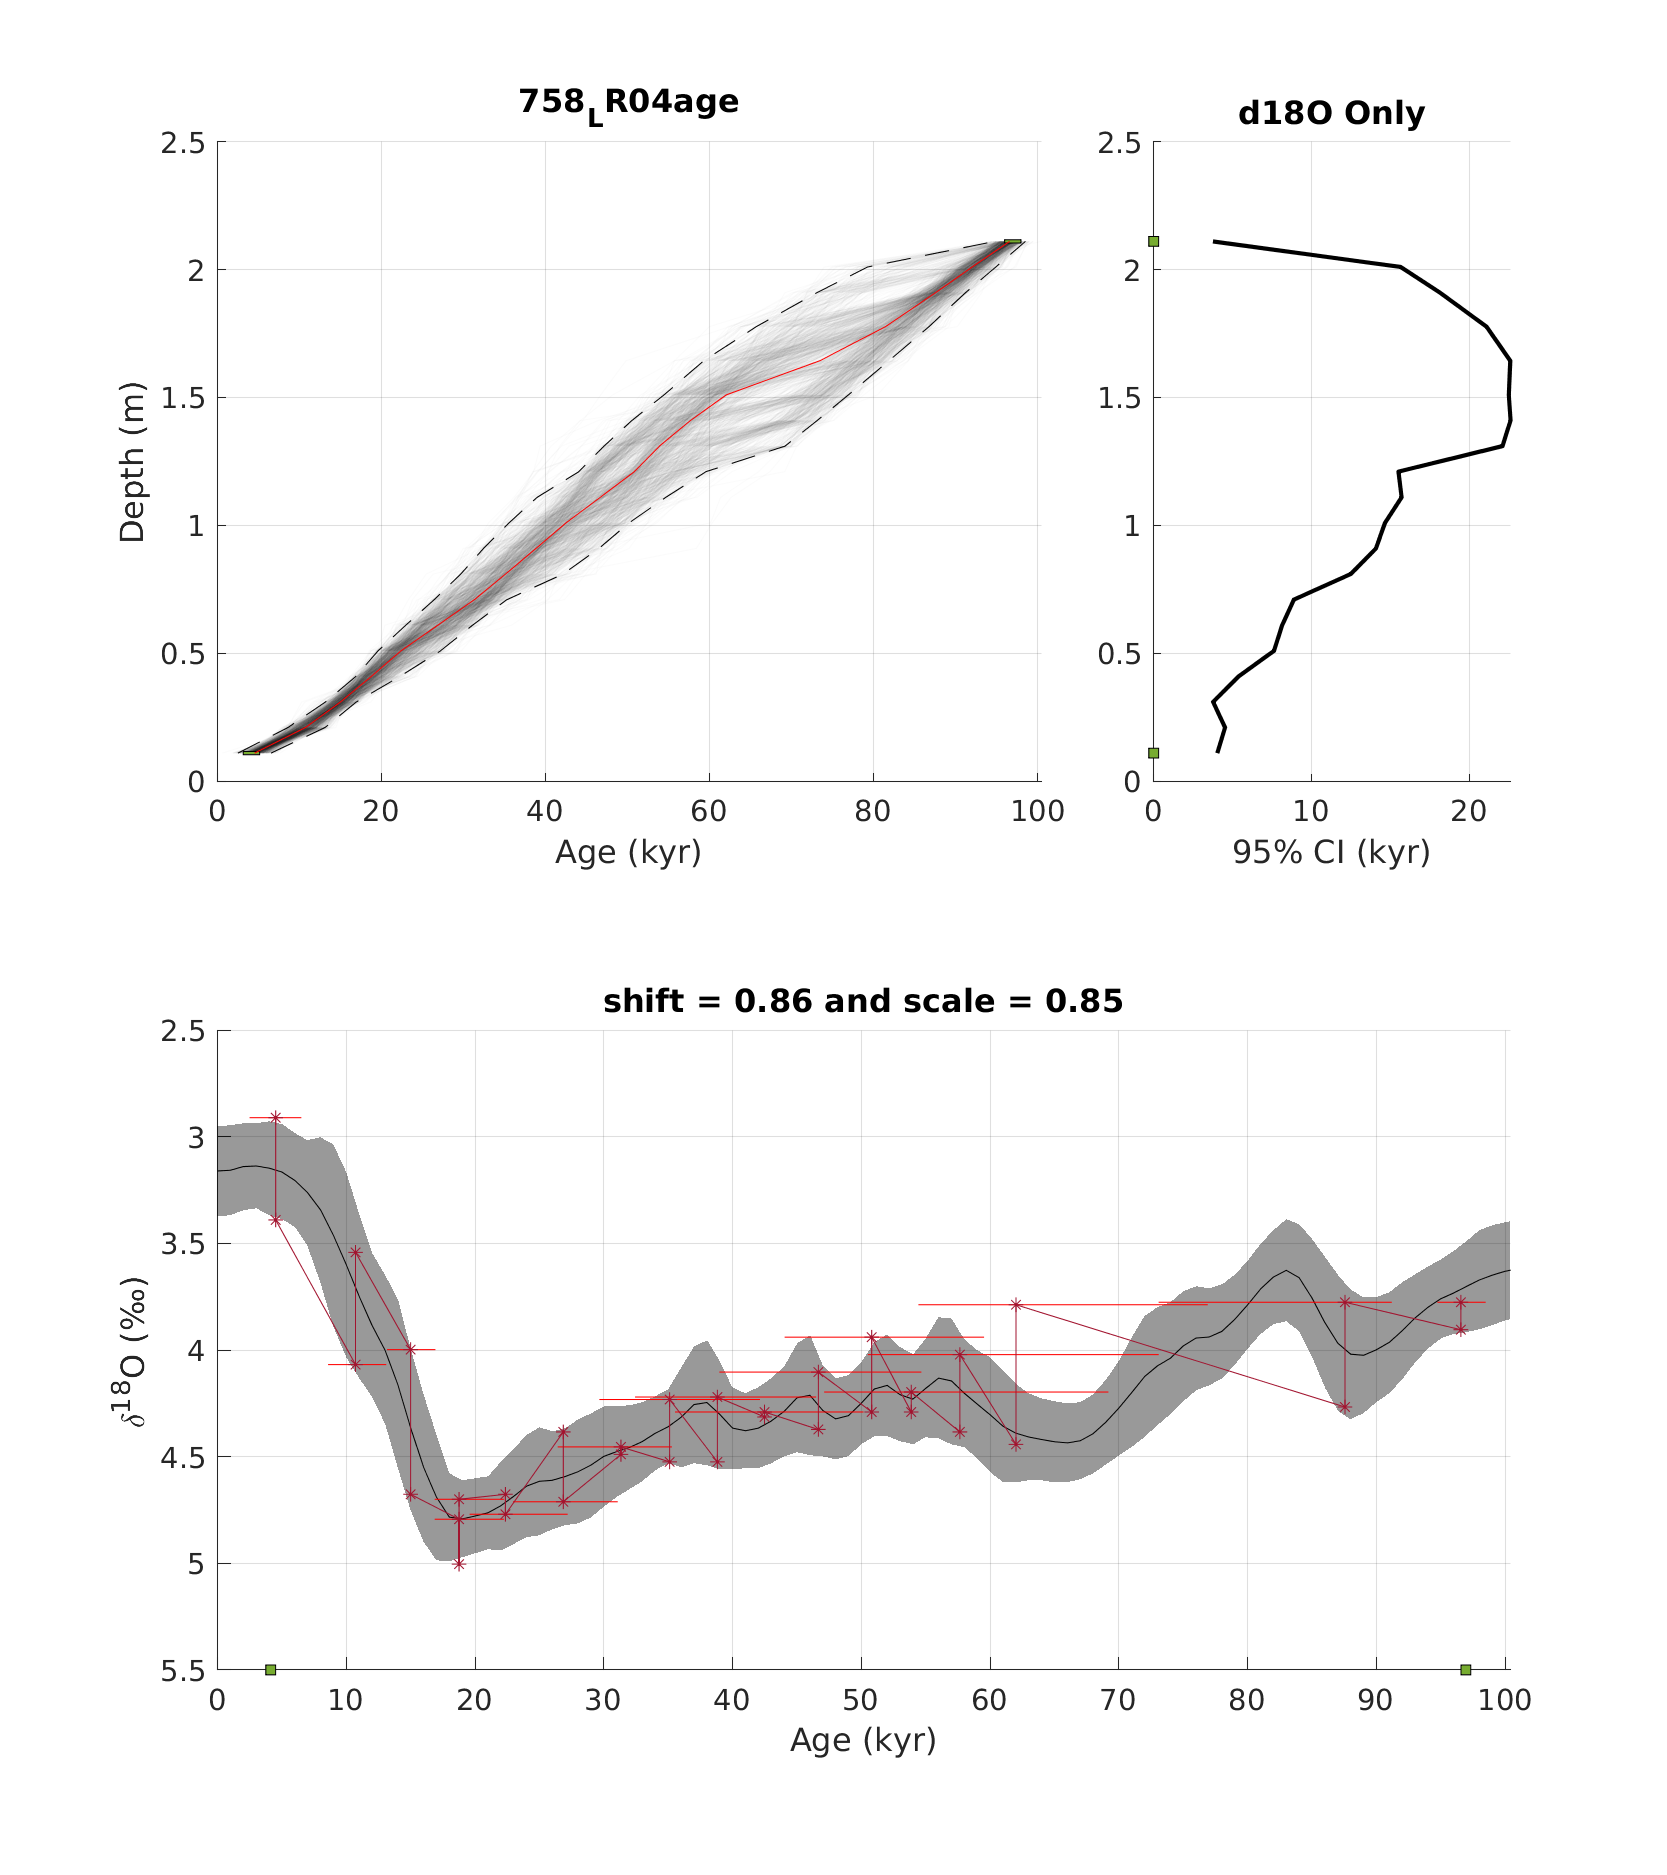 758LR04age
d18O Only
2.5
2
1.5
1
0.5
0
Depth (m)
0 20 40 60 80 100
Age (kyr)
2.5
2
1.5
1
0.5
0
0 10 20
95% CI (kyr)
shift = 0.86 and scale = 0.85
2.5
3
3.5
4
4.5
5
5.5
δ18O (‰)
0 10 20 30 40 50 60 70 80 90 100
Age (kyr)